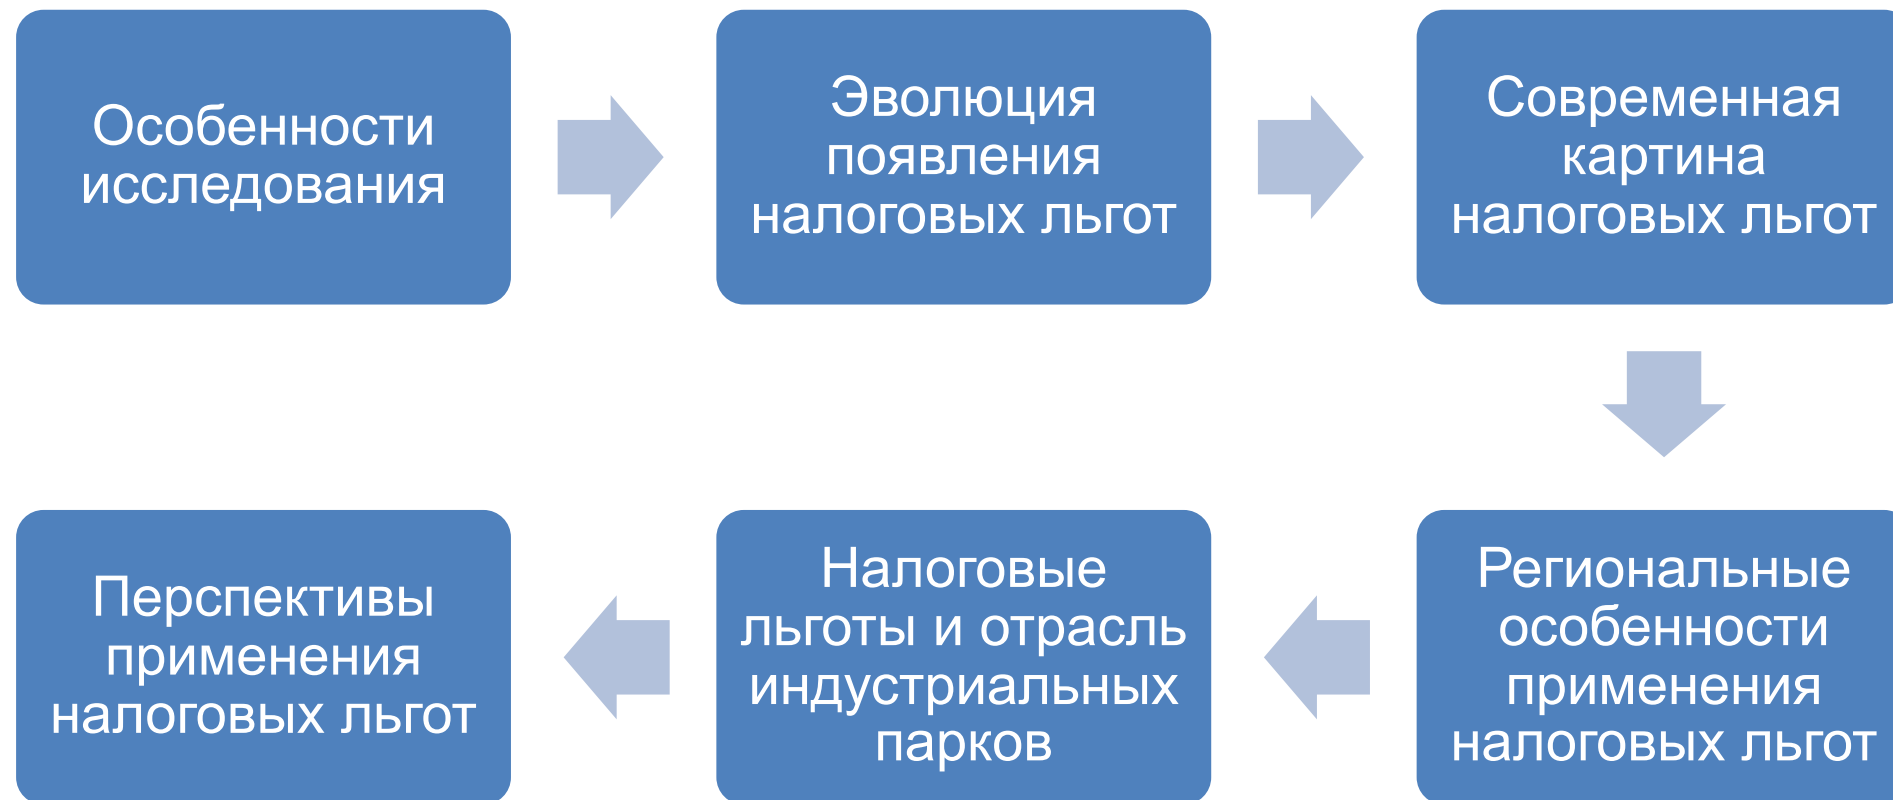 Особенности
исследования
Эволюция
появления
налоговых льгот
Современная
картина
налоговых льгот
Региональные
особенности
применения
налоговых льгот
Налоговые
льготы и отрасль
индустриальных
парков
Перспективы
применения
налоговых льгот